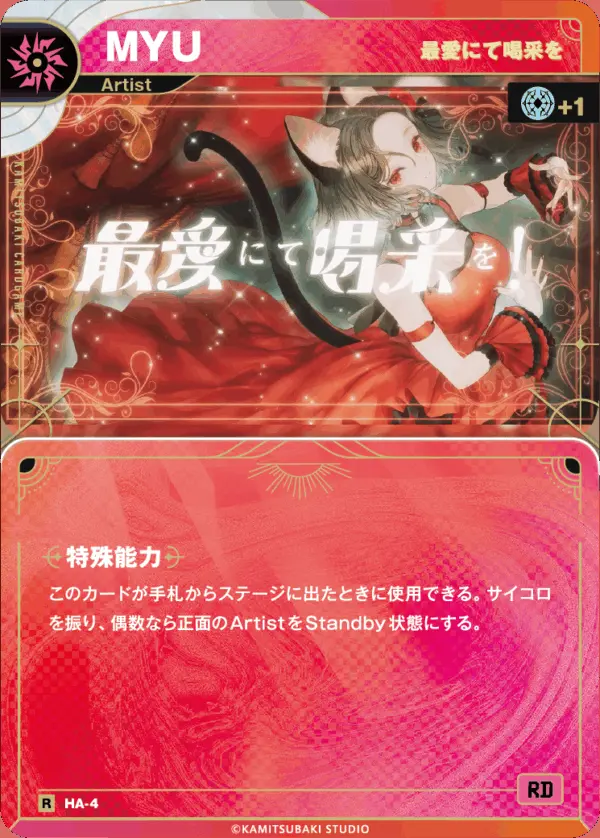 MYU
最愛にて喝采を
Artist
+1
KAMITSUBAKI CARD GAME
最愛にて喝采を！
特殊能力
このカードが手札からステージに出たときに使用できる。サイコロ
を振り、偶数なら正面のArtistをStandby状態にする。
R HA-4
RD
©KAMITSUBAKI STUDIO